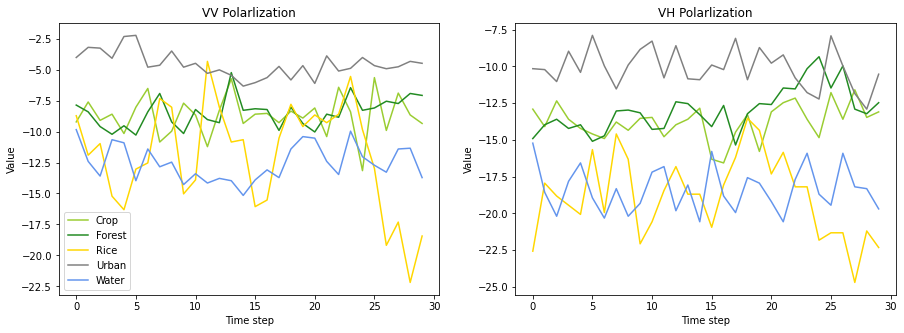 VV Polarlization
VH Polarlization
Value
−2.5
−5.0
−7.5
−10.0
−12.5
−15.0
−17.5
−20.0
−22.5
Crop
Forest
Rice
Urban
Water
0 5 10 15 20 25 30
Time step
Value
−7.5
−10.0
−12.5
−15.0
−17.5
−20.0
−22.5
−25.0
0 5 10 15 20 25 30
Time step